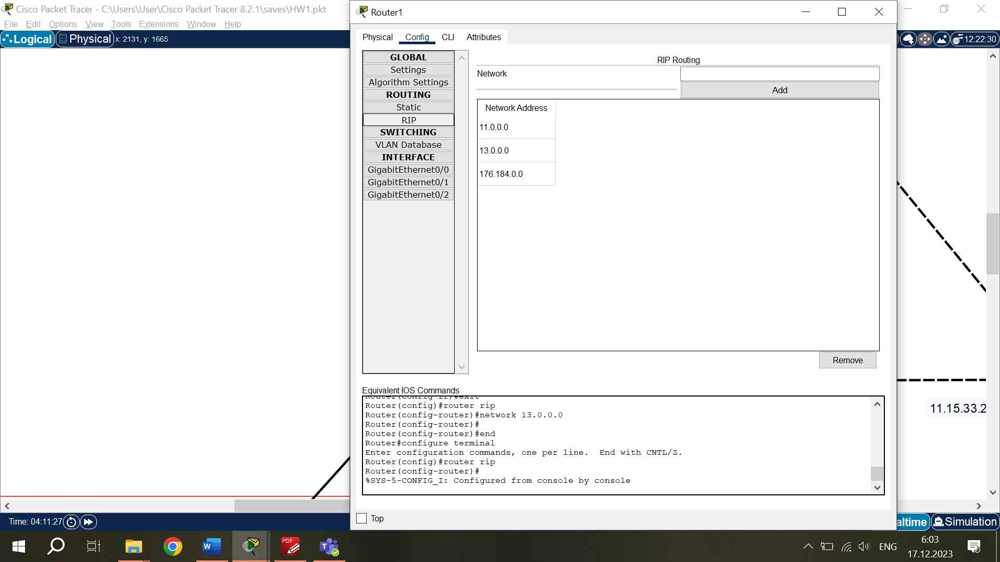 Cisco Packet Tracer - C:\Users\User\Cisco Packet Tracer 8.2.1\saves\HW1.pkt
File Edit Options View Tools Extensions Window Help
Logical Physical x: 2131, y: 1665
12:22:30
Router1
Physical Config CLI Attributes
GLOBAL
Settings
Algorithm Settings
ROUTING
Static
RIP
SWITCHING
VLAN Database
INTERFACE
GigabitEthernet0/0
GigabitEthernet0/1
GigabitEthernet0/2
RIP Routing
Network
Add
Network Address
11.0.0.0
13.0.0.0
176.184.0.0
Remove
Equivalent IOS Commands
Router(config-if)#exit
Router(config)#router rip
Router(config-router)#network 13.0.0.0
Router(config-router)#
Router(config-router)#end
Router#configure terminal
Enter configuration commands, one per line.  End with CNTL/Z.
Router(config)#router rip
Router(config-router)#
%SYS-5-CONFIG_I: Configured from console by console
Top
11.15.33.2
Time: 04:11:27
altime Simulation
PDF
ENG
6:03
17.12.2023